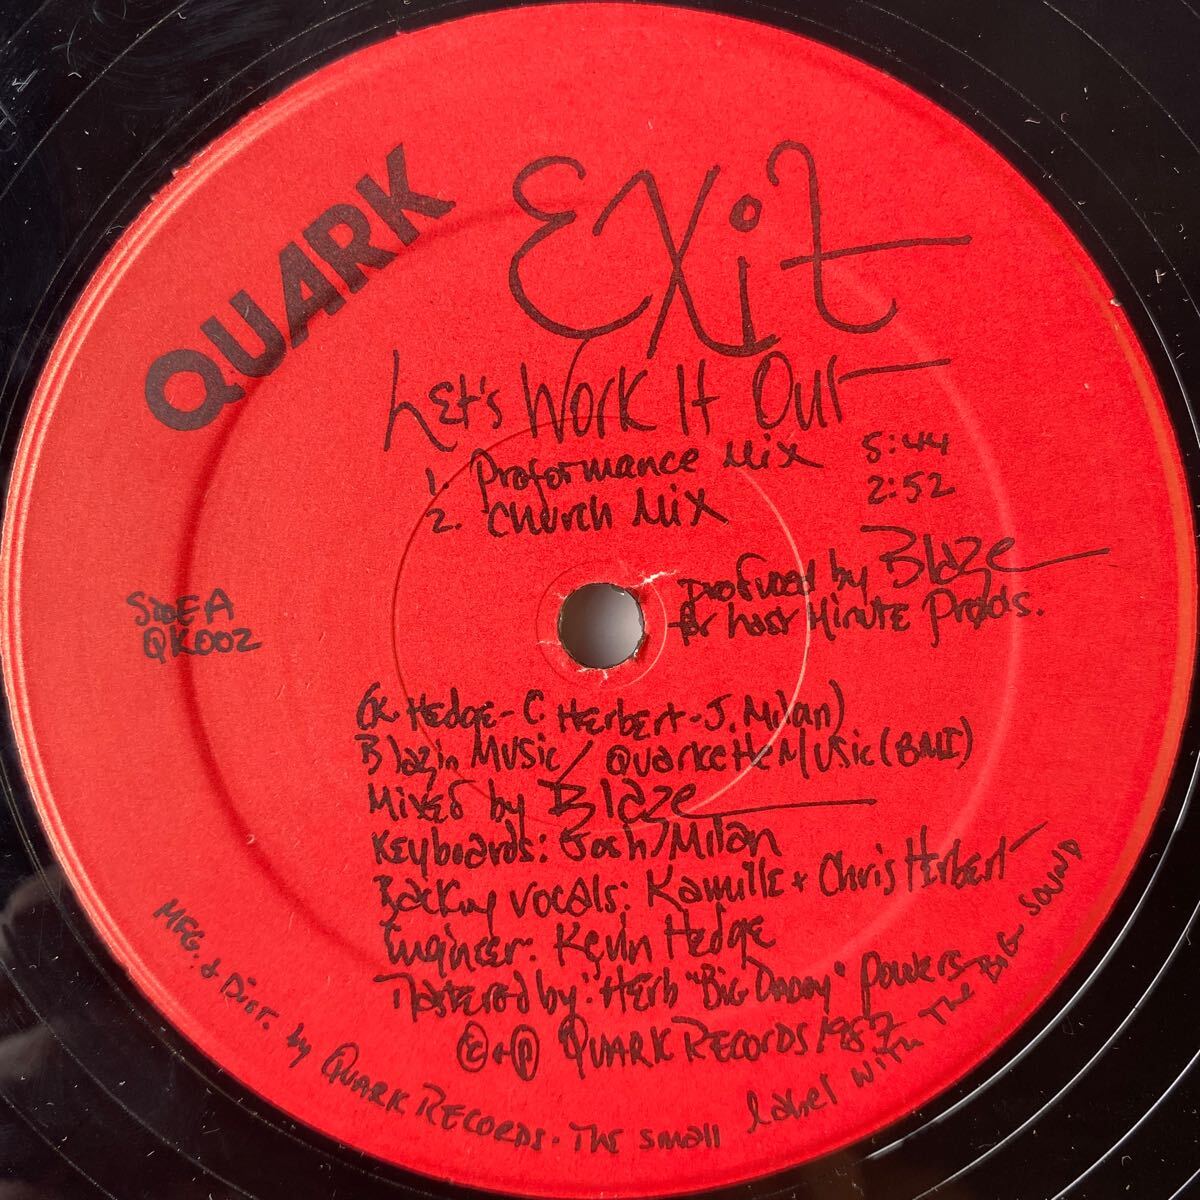 QUARK
Exit
Let's Work It Out
1. Proformance Mix 5:44
2. Church Mix 2:52
Side A
QK002
Produced by Blaze
for Last Minute Prods.
(K. Hedge - C. Herbert - J. Milan)
Blazin Music / Quarkette Music (BMI)
Mixed by Blaze
Keyboards: Josh Milan
Backing vocals: Kamille + Chris Herbert
Engineer: Kevin Hedge
Mastered by: Herb "Big Daddy" Powers
© + ℗ Quark Records 1987
Mfg. & Dist. by Quark Records. The small label with the Big Sound